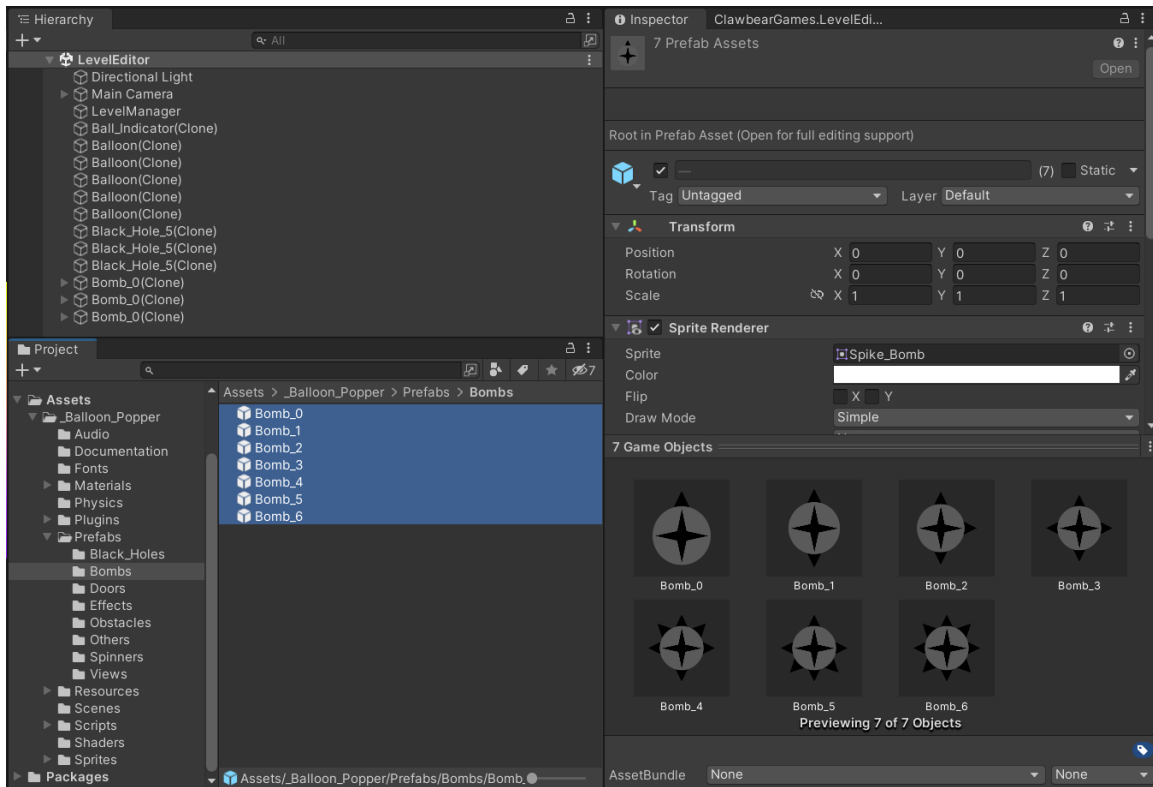 Hierarchy
All
LevelEditor
Directional Light
Main Camera
LevelManager
Ball_Indicator(Clone)
Balloon(Clone)
Balloon(Clone)
Balloon(Clone)
Balloon(Clone)
Balloon(Clone)
Black_Hole_5(Clone)
Black_Hole_5(Clone)
Black_Hole_5(Clone)
Bomb_0(Clone)
Bomb_0(Clone)
Bomb_0(Clone)
Project
7
Assets
_Balloon_Popper
Audio
Documentation
Fonts
Materials
Physics
Plugins
Prefabs
Black_Holes
Bombs
Doors
Effects
Obstacles
Others
Spinners
Views
Resources
Scenes
Scripts
Shaders
Sprites
Packages
Assets > _Balloon_Popper > Prefabs > Bombs
Bomb_0
Bomb_1
Bomb_2
Bomb_3
Bomb_4
Bomb_5
Bomb_6
Assets/_Balloon_Popper/Prefabs/Bombs/Bomb_
Inspector ClawbearGames.LevelEdi...
7 Prefab Assets
Open
Root in Prefab Asset (Open for full editing support)
— (7) Static
Tag Untagged Layer Default
Transform
Position X 0 Y 0 Z 0
Rotation X 0 Y 0 Z 0
Scale X 1 Y 1 Z 1
Sprite Renderer
Sprite Spike_Bomb
Color
Flip X Y
Draw Mode Simple
7 Game Objects
Bomb_0 Bomb_1 Bomb_2 Bomb_3
Bomb_4 Bomb_5 Bomb_6
Previewing 7 of 7 Objects
AssetBundle None None